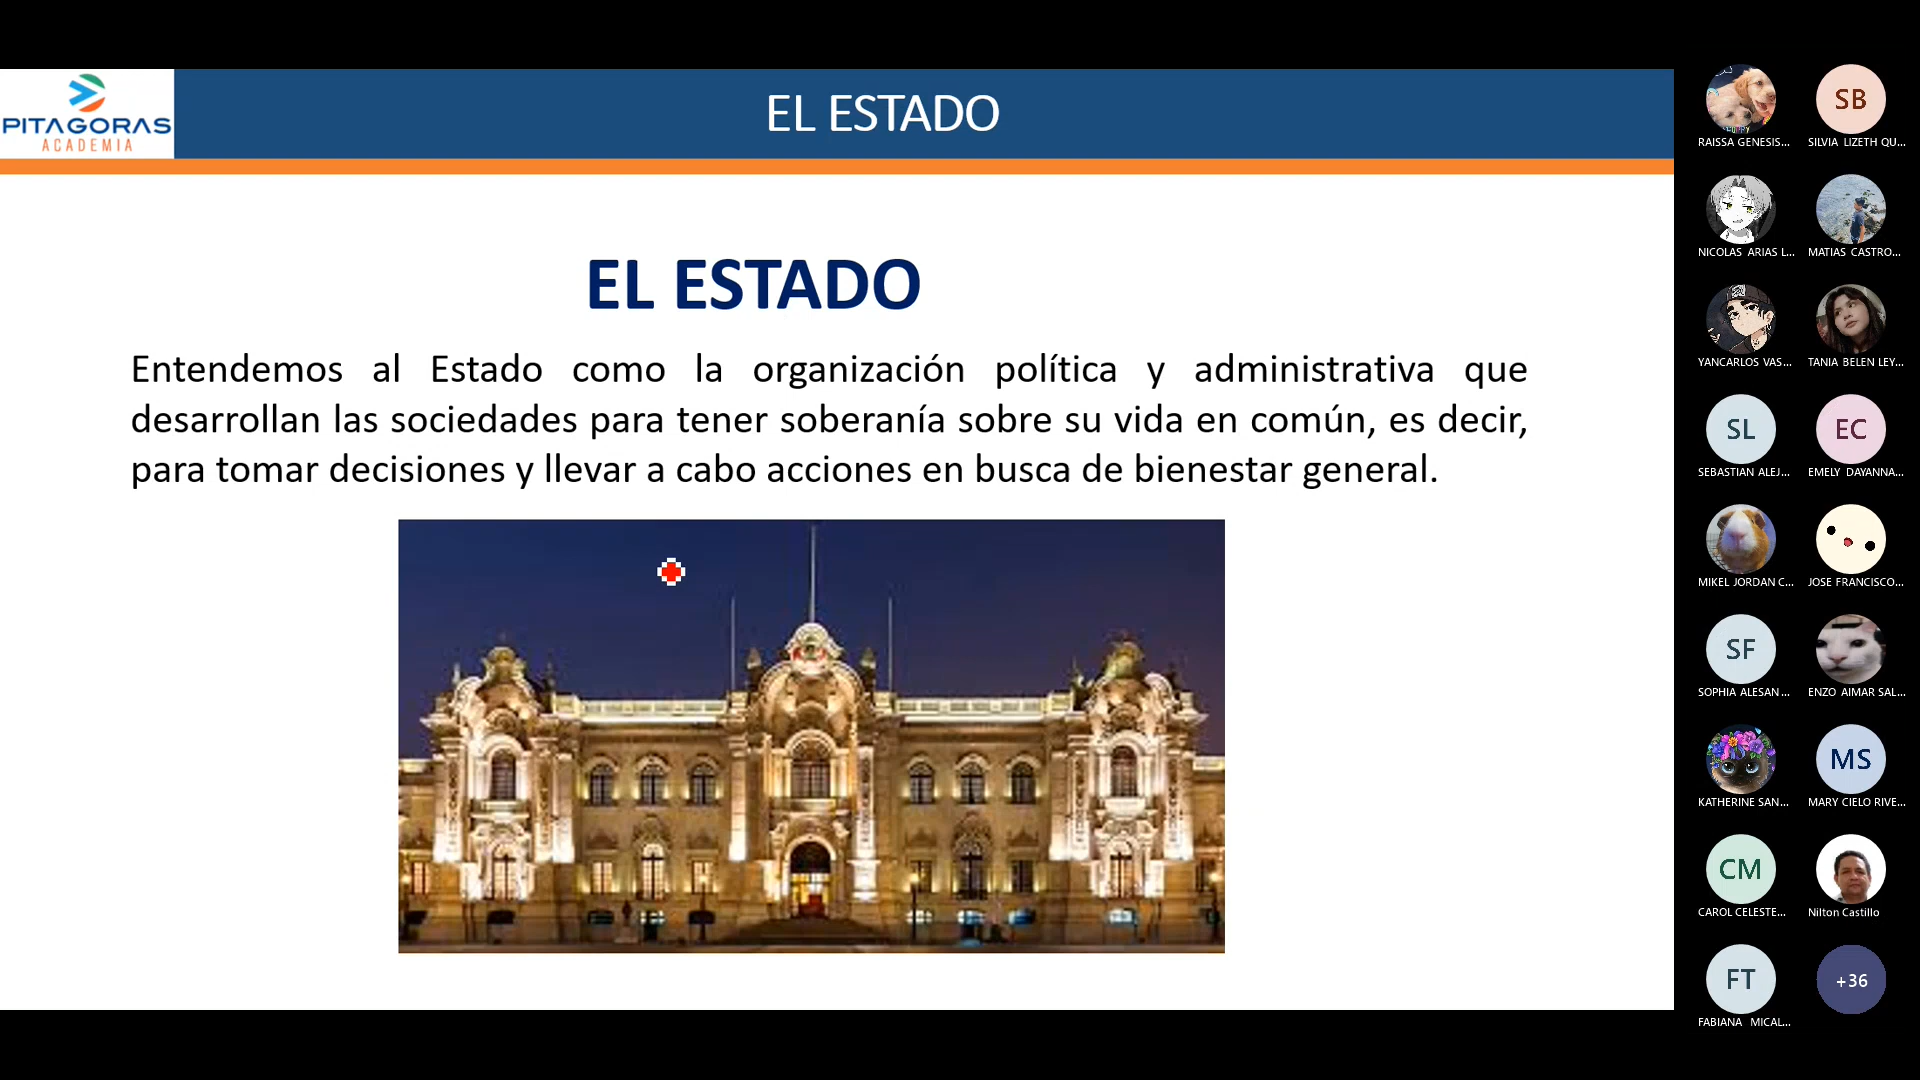 PITAGORAS
ACADEMIA
EL ESTADO
EL ESTADO
Entendemos al Estado como la organización política y administrativa que
desarrollan las sociedades para tener soberanía sobre su vida en común, es decir,
para tomar decisiones y llevar a cabo acciones en busca de bienestar general.
RAISSA GENESIS...
SB
SILVIA LIZETH QU...
NICOLAS ARIAS L...
MATIAS CASTRO...
YANCARLOS VAS...
TANIA BELEN LEY...
SL
SEBASTIAN ALEJ...
EC
EMELY DAYANNA...
MIKEL JORDAN C...
JOSE FRANCISCO...
SF
SOPHIA ALESAN...
ENZO AIMAR SAL...
KATHERINE SAN...
MS
MARY CIELO RIVE...
CM
CAROL CELESTE...
Nilton Castillo
FT
FABIANA MICAL...
+36